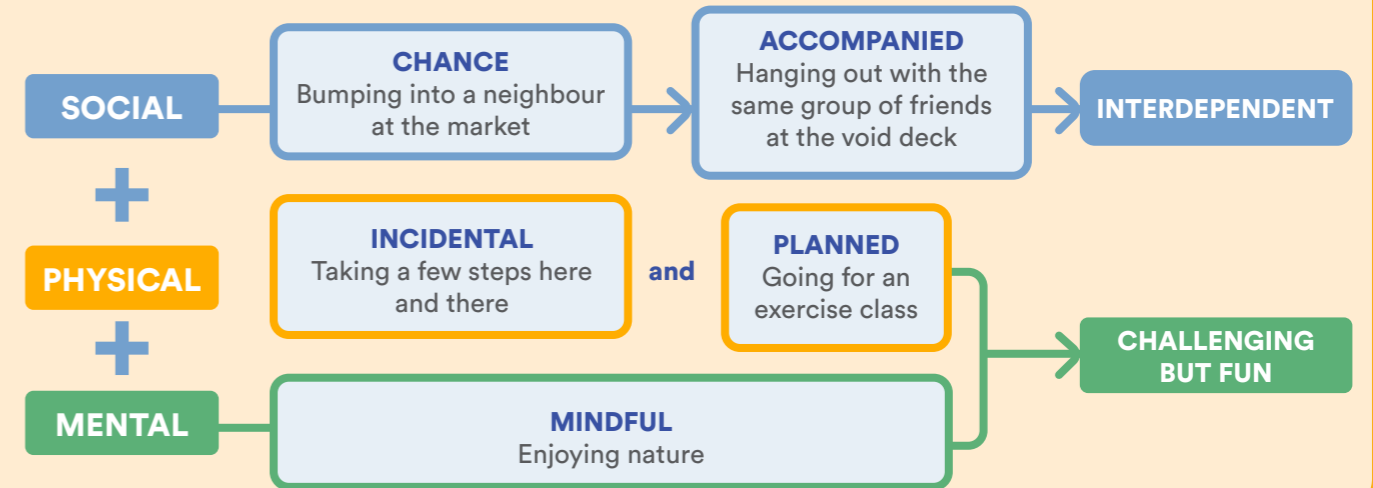 SOCIAL
CHANCE
Bumping into a neighbour
at the market
ACCOMPANIED
Hanging out with the
same group of friends
at the void deck
INTERDEPENDENT
PHYSICAL
INCIDENTAL
Taking a few steps here
and there
and
PLANNED
Going for an
exercise class
MENTAL
MINDFUL
Enjoying nature
CHALLENGING
BUT FUN